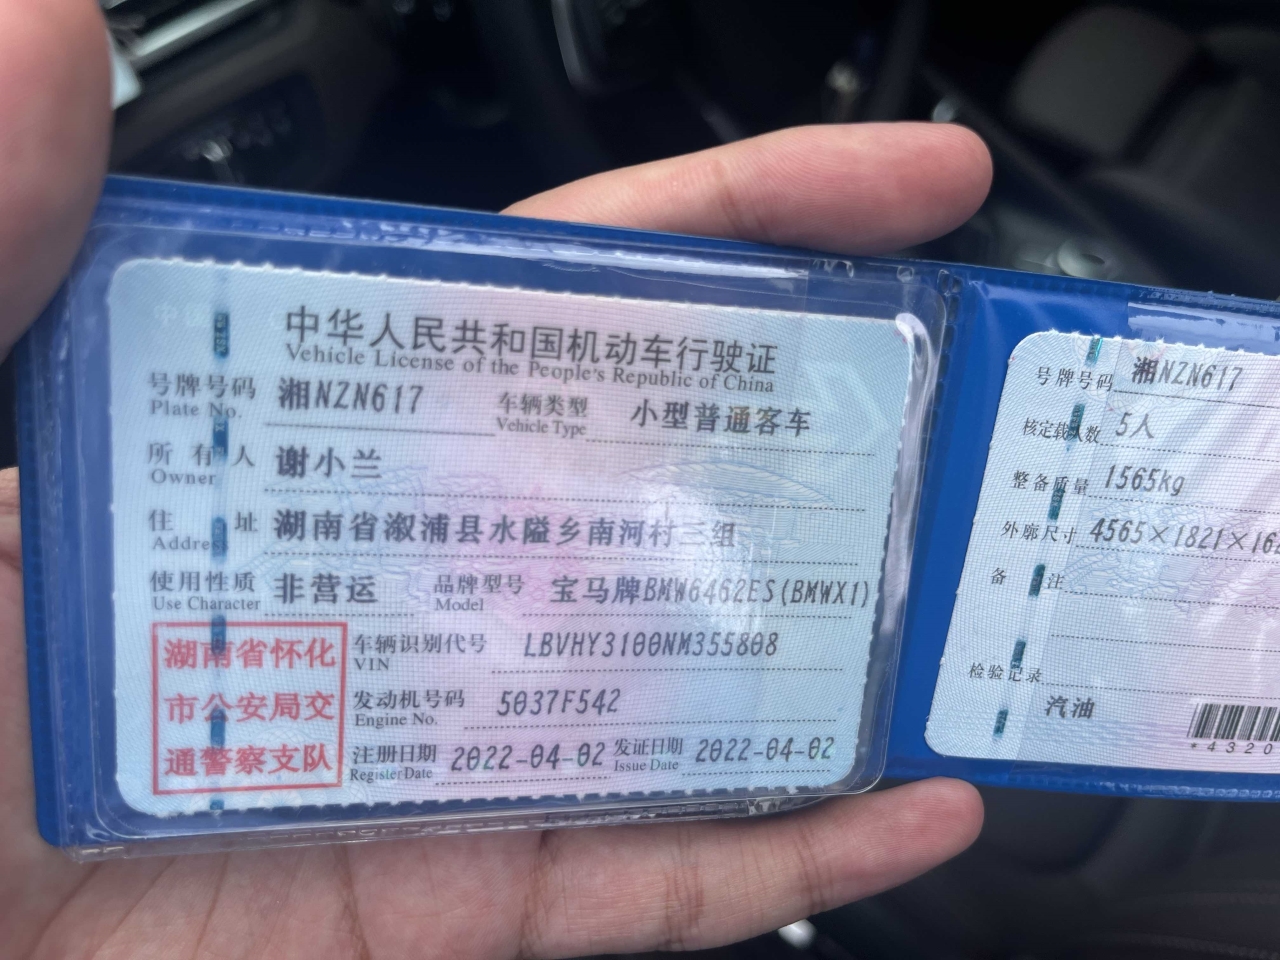 中华人民共和国机动车行驶证
Vehicle License of the People's Republic of China
号牌号码 湘NZN617 车辆类型 小型普通客车
Plate No. Vehicle Type
所有人 谢小兰
Owner
住址 湖南省溆浦县水隘乡南河村三组
Address
使用性质 非营运 品牌型号 宝马牌BMW6462ES(BMWX1)
Use Character Model
湖南省怀化
市公安局交
通警察支队
车辆识别代号 LBVHY3100NM355808
VIN
发动机号码 5037F542
Engine No.
注册日期 2022-04-02 发证日期 2022-04-02
Register Date Issue Date
号牌号码 湘NZN617
核定载人数 5人
整备质量 1565kg
外廓尺寸 4565×1821×16
备注
检验记录
汽油
*4320